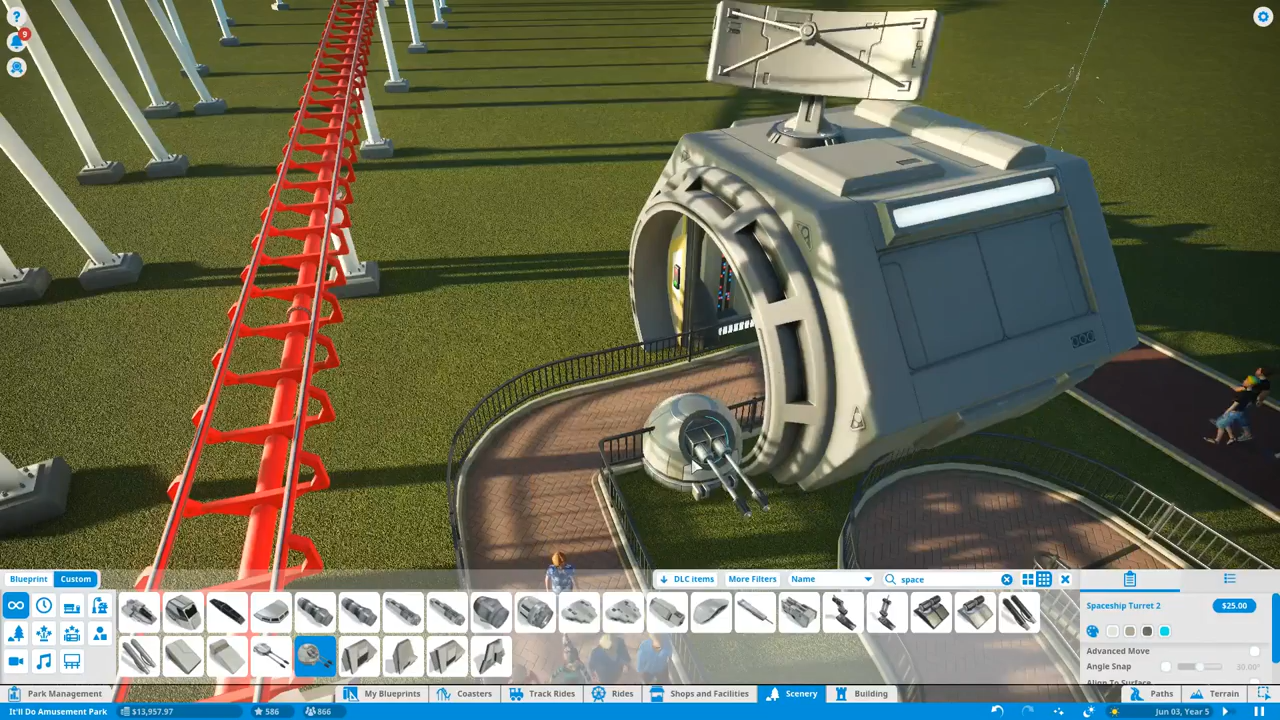 9
Blueprint
Custom
DLC items
More Filters
Name
space
Spaceship Turret 2
$25.00
Advanced Move
Angle Snap
30.00°
Park Management
My Blueprints
Coasters
Track Rides
Rides
Shops and Facilities
Scenery
Building
Paths
Terrain
It'll Do Amusement Park
$13,957.97
586
866
Jun 03, Year 5